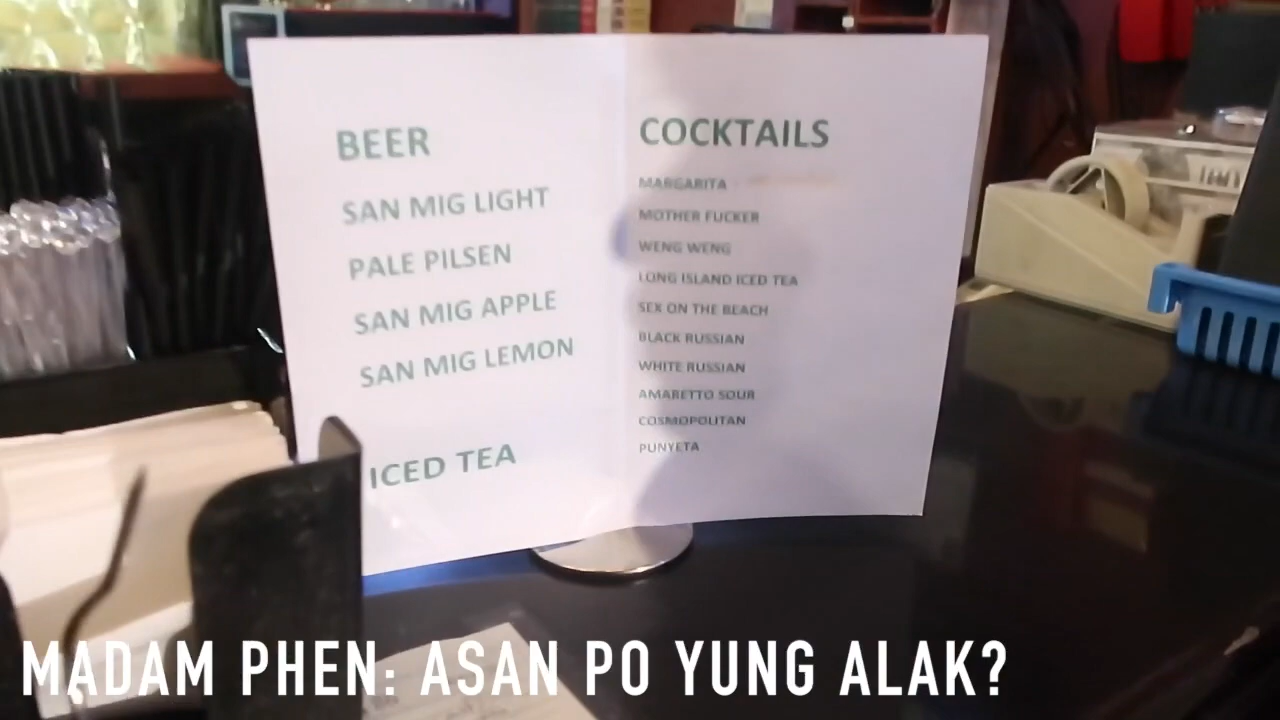 BEER
SAN MIG LIGHT
PALE PILSEN
SAN MIG APPLE
SAN MIG LEMON
ICED TEA
COCKTAILS
MARGARITA
MOTHER FUCKER
WENG WENG
LONG ISLAND ICED TEA
SEX ON THE BEACH
BLACK RUSSIAN
WHITE RUSSIAN
AMARETTO SOUR
COSMOPOLITAN
PUNYETA
MADAM PHEN: ASAN PO YUNG ALAK?